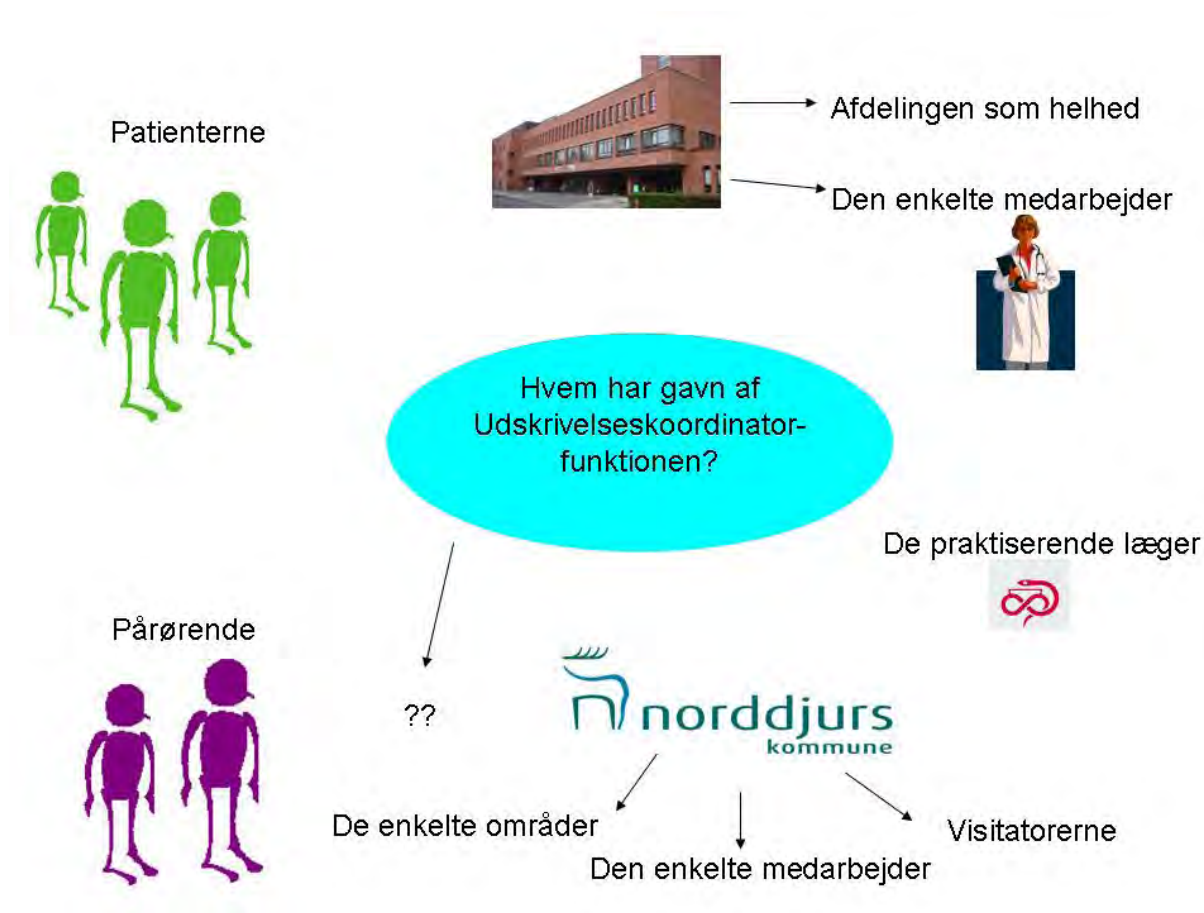 Patienterne
Afdelingen som helhed
Den enkelte medarbejder
Hvem har gavn af
Udskrivelseskoordinator-
funktionen?
De praktiserende læger
Pårørende
??
norddjurs
kommune
De enkelte områder
Den enkelte medarbejder
Visitatorerne